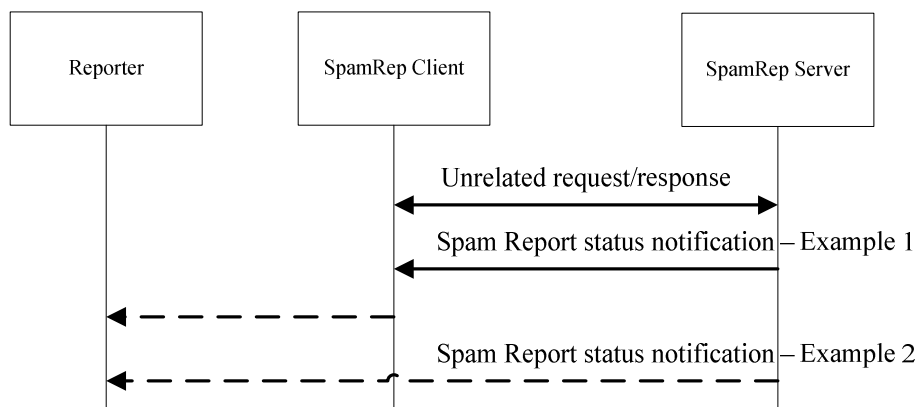 Reporter
SpamRep Client
SpamRep Server
Unrelated request/response
Spam Report status notification – Example 1
Spam Report status notification – Example 2